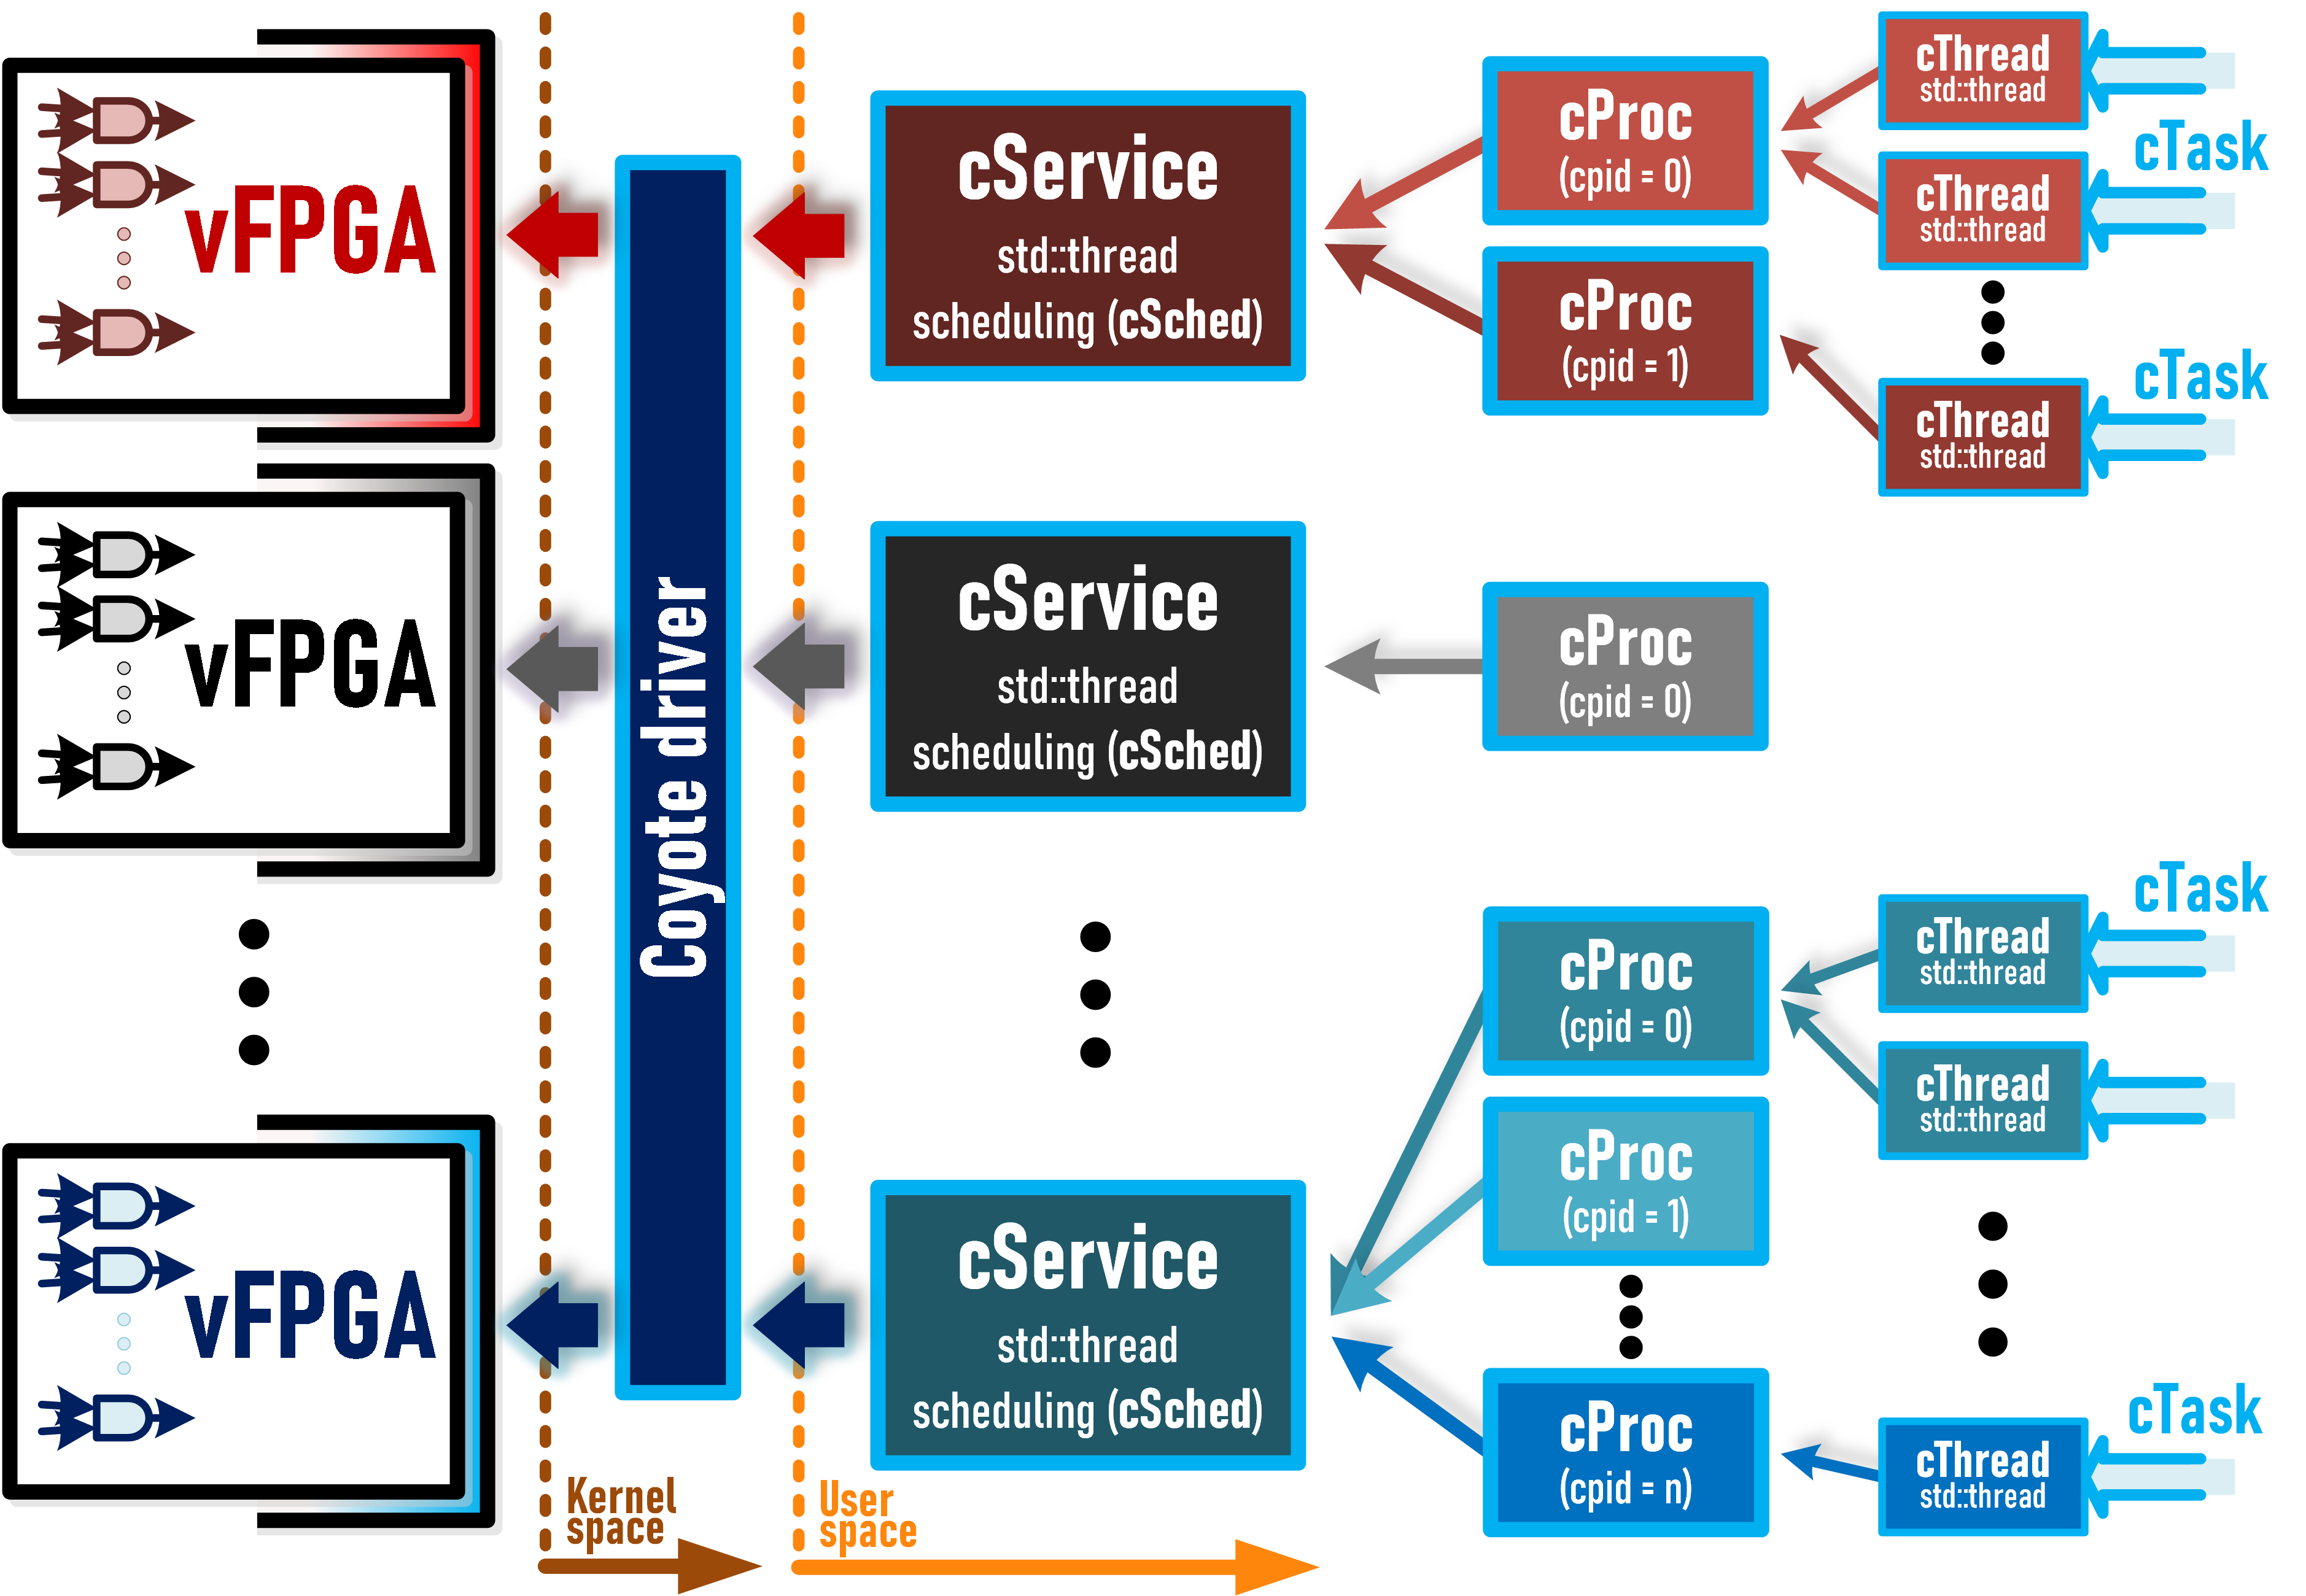 vFPGA
vFPGA
vFPGA
Coyote driver
Kernel
space
User
space
cService
std::thread
scheduling (cSched)
cService
std::thread
scheduling (cSched)
cService
std::thread
scheduling (cSched)
cProc
(cpid = 0)
cProc
(cpid = 1)
cProc
(cpid = 0)
cProc
(cpid = 0)
cProc
(cpid = 1)
cProc
(cpid = n)
cThread
std::thread
cThread
std::thread
cThread
std::thread
cThread
std::thread
cThread
std::thread
cThread
std::thread
cTask
cTask
cTask
cTask